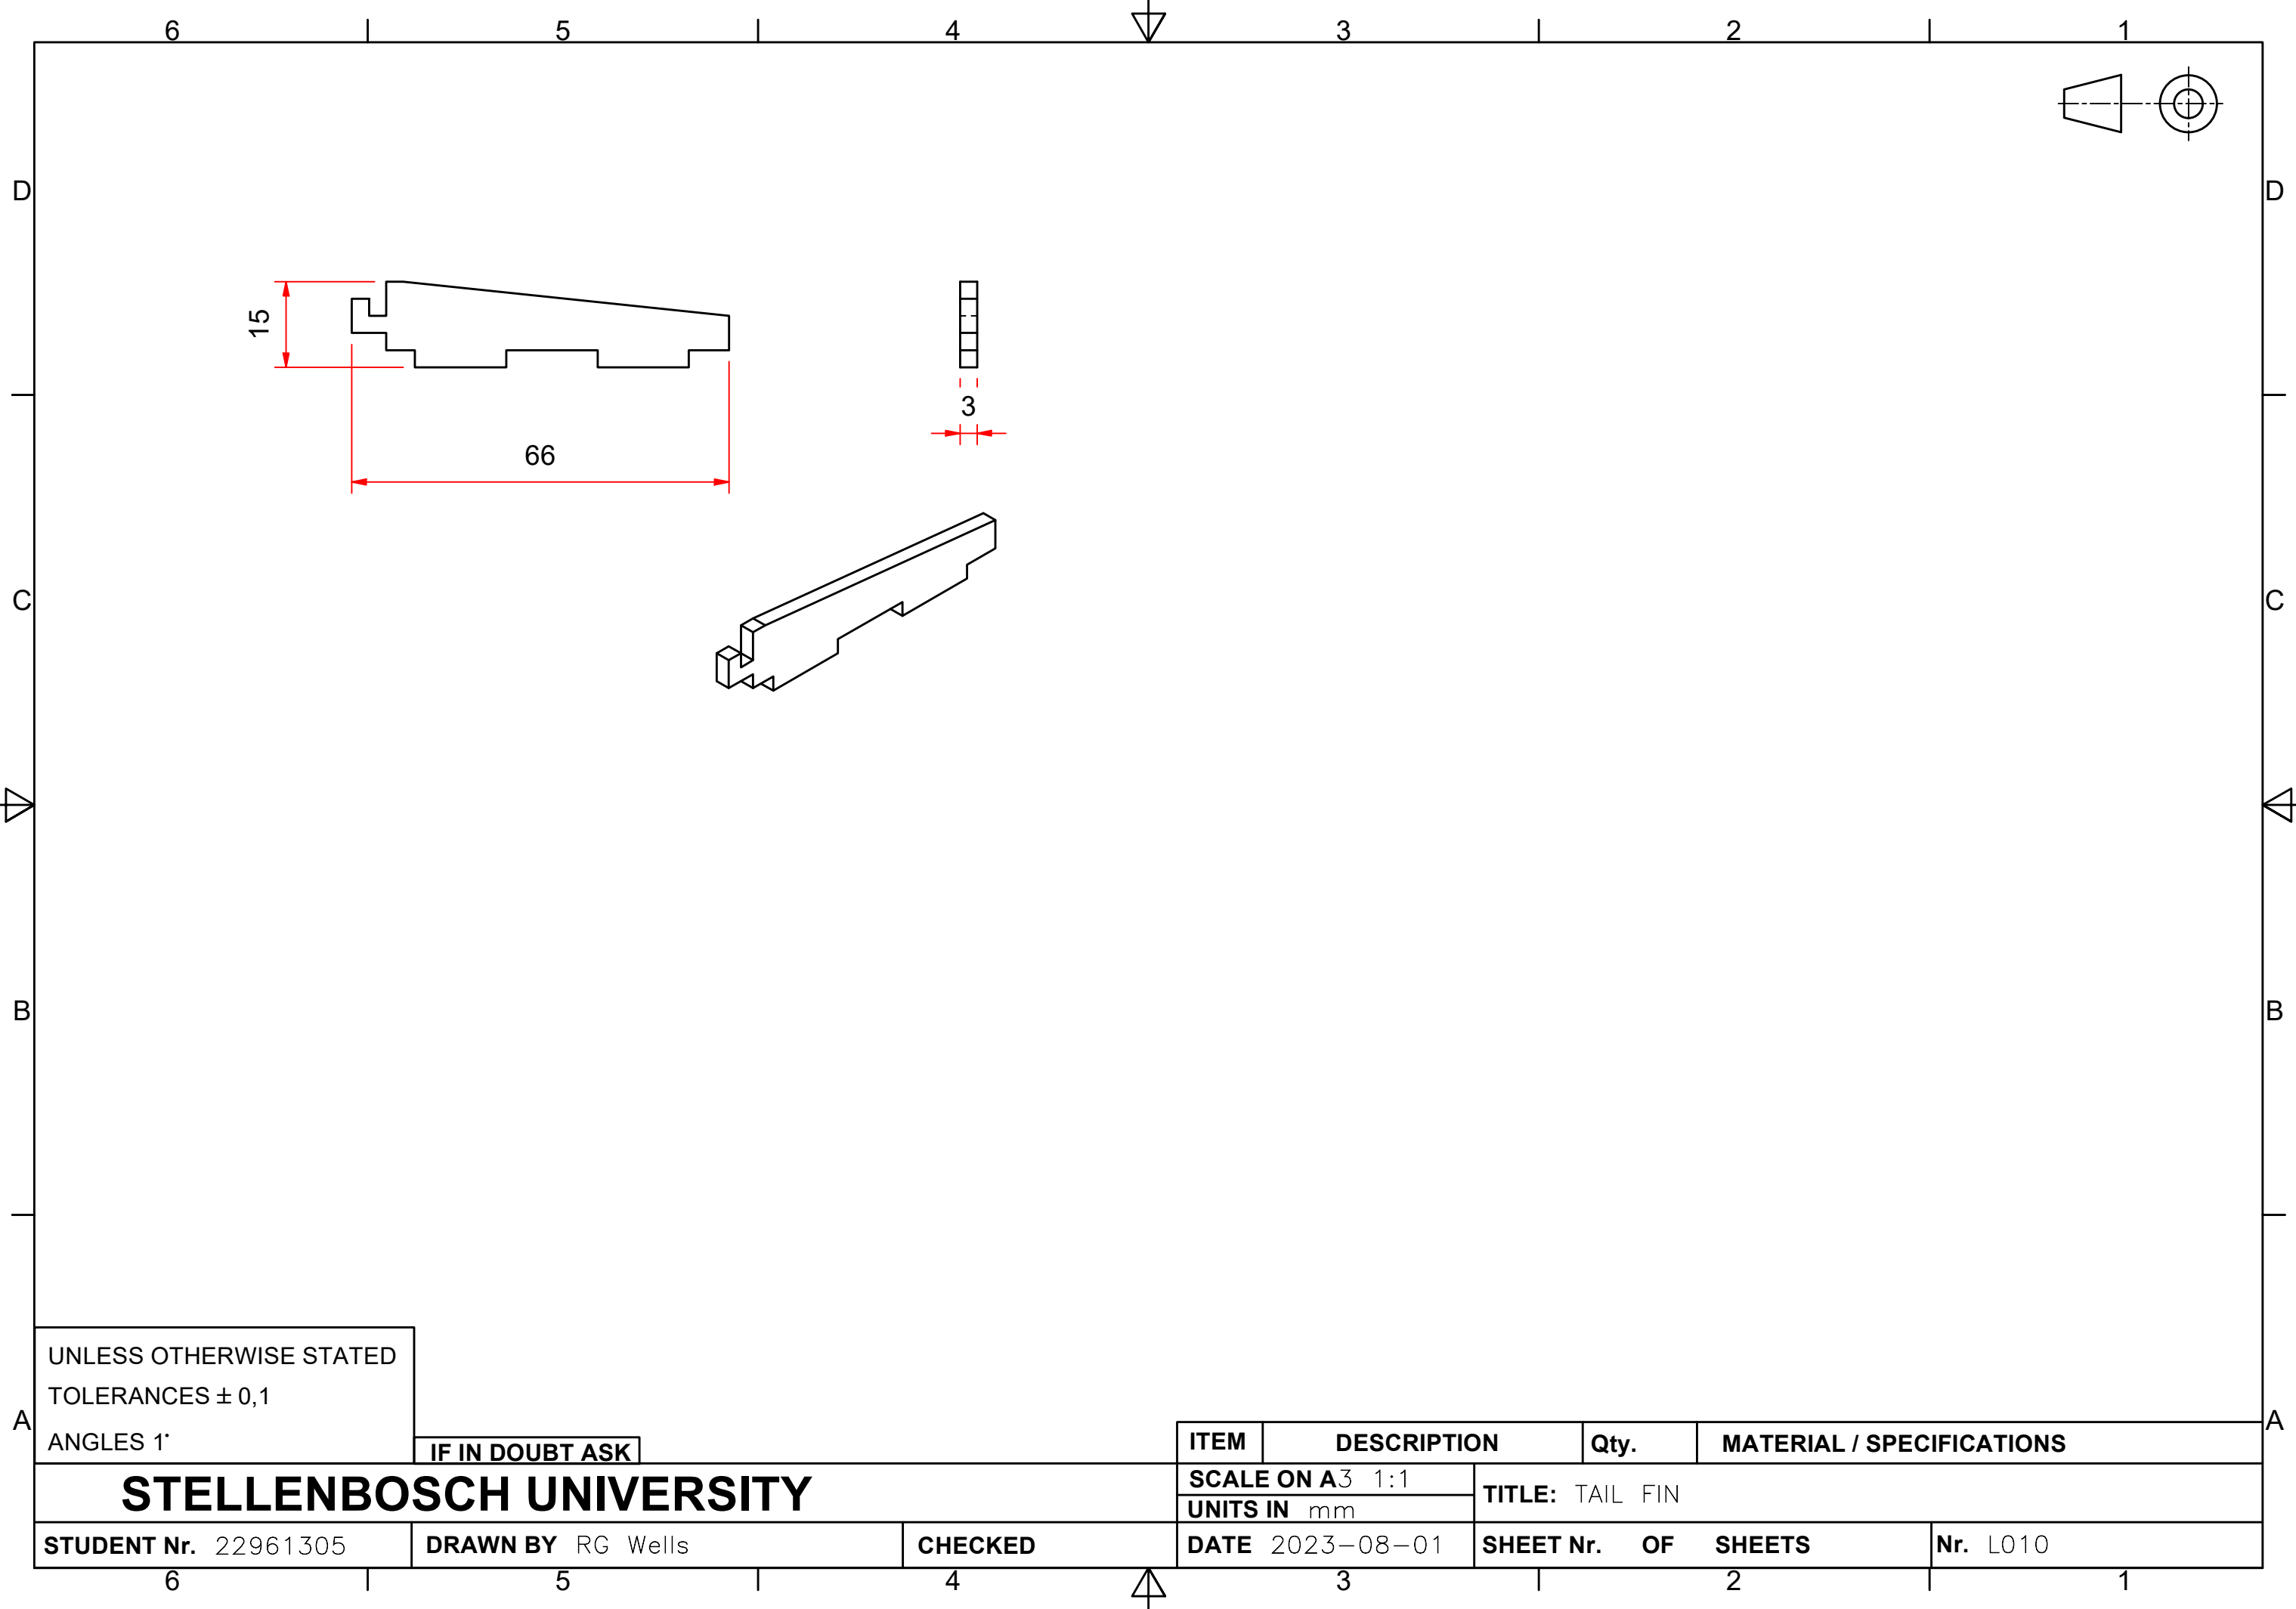 6 5 4 3 2 1
D D
15
3
66
C C
B B
UNLESS OTHERWISE STATED
TOLERANCES ± 0,1
A A
ANGLES 1°
IF IN DOUBT ASK
ITEM DESCRIPTION Qty. MATERIAL / SPECIFICATIONS
STELLENBOSCH UNIVERSITY
SCALE ON A3 1:1
UNITS IN mm
TITLE: TAIL FIN
STUDENT Nr. 22961305 DRAWN BY RG Wells CHECKED DATE 2023-08-01 SHEET Nr. OF SHEETS Nr. L010
6 5 4 3 2 1